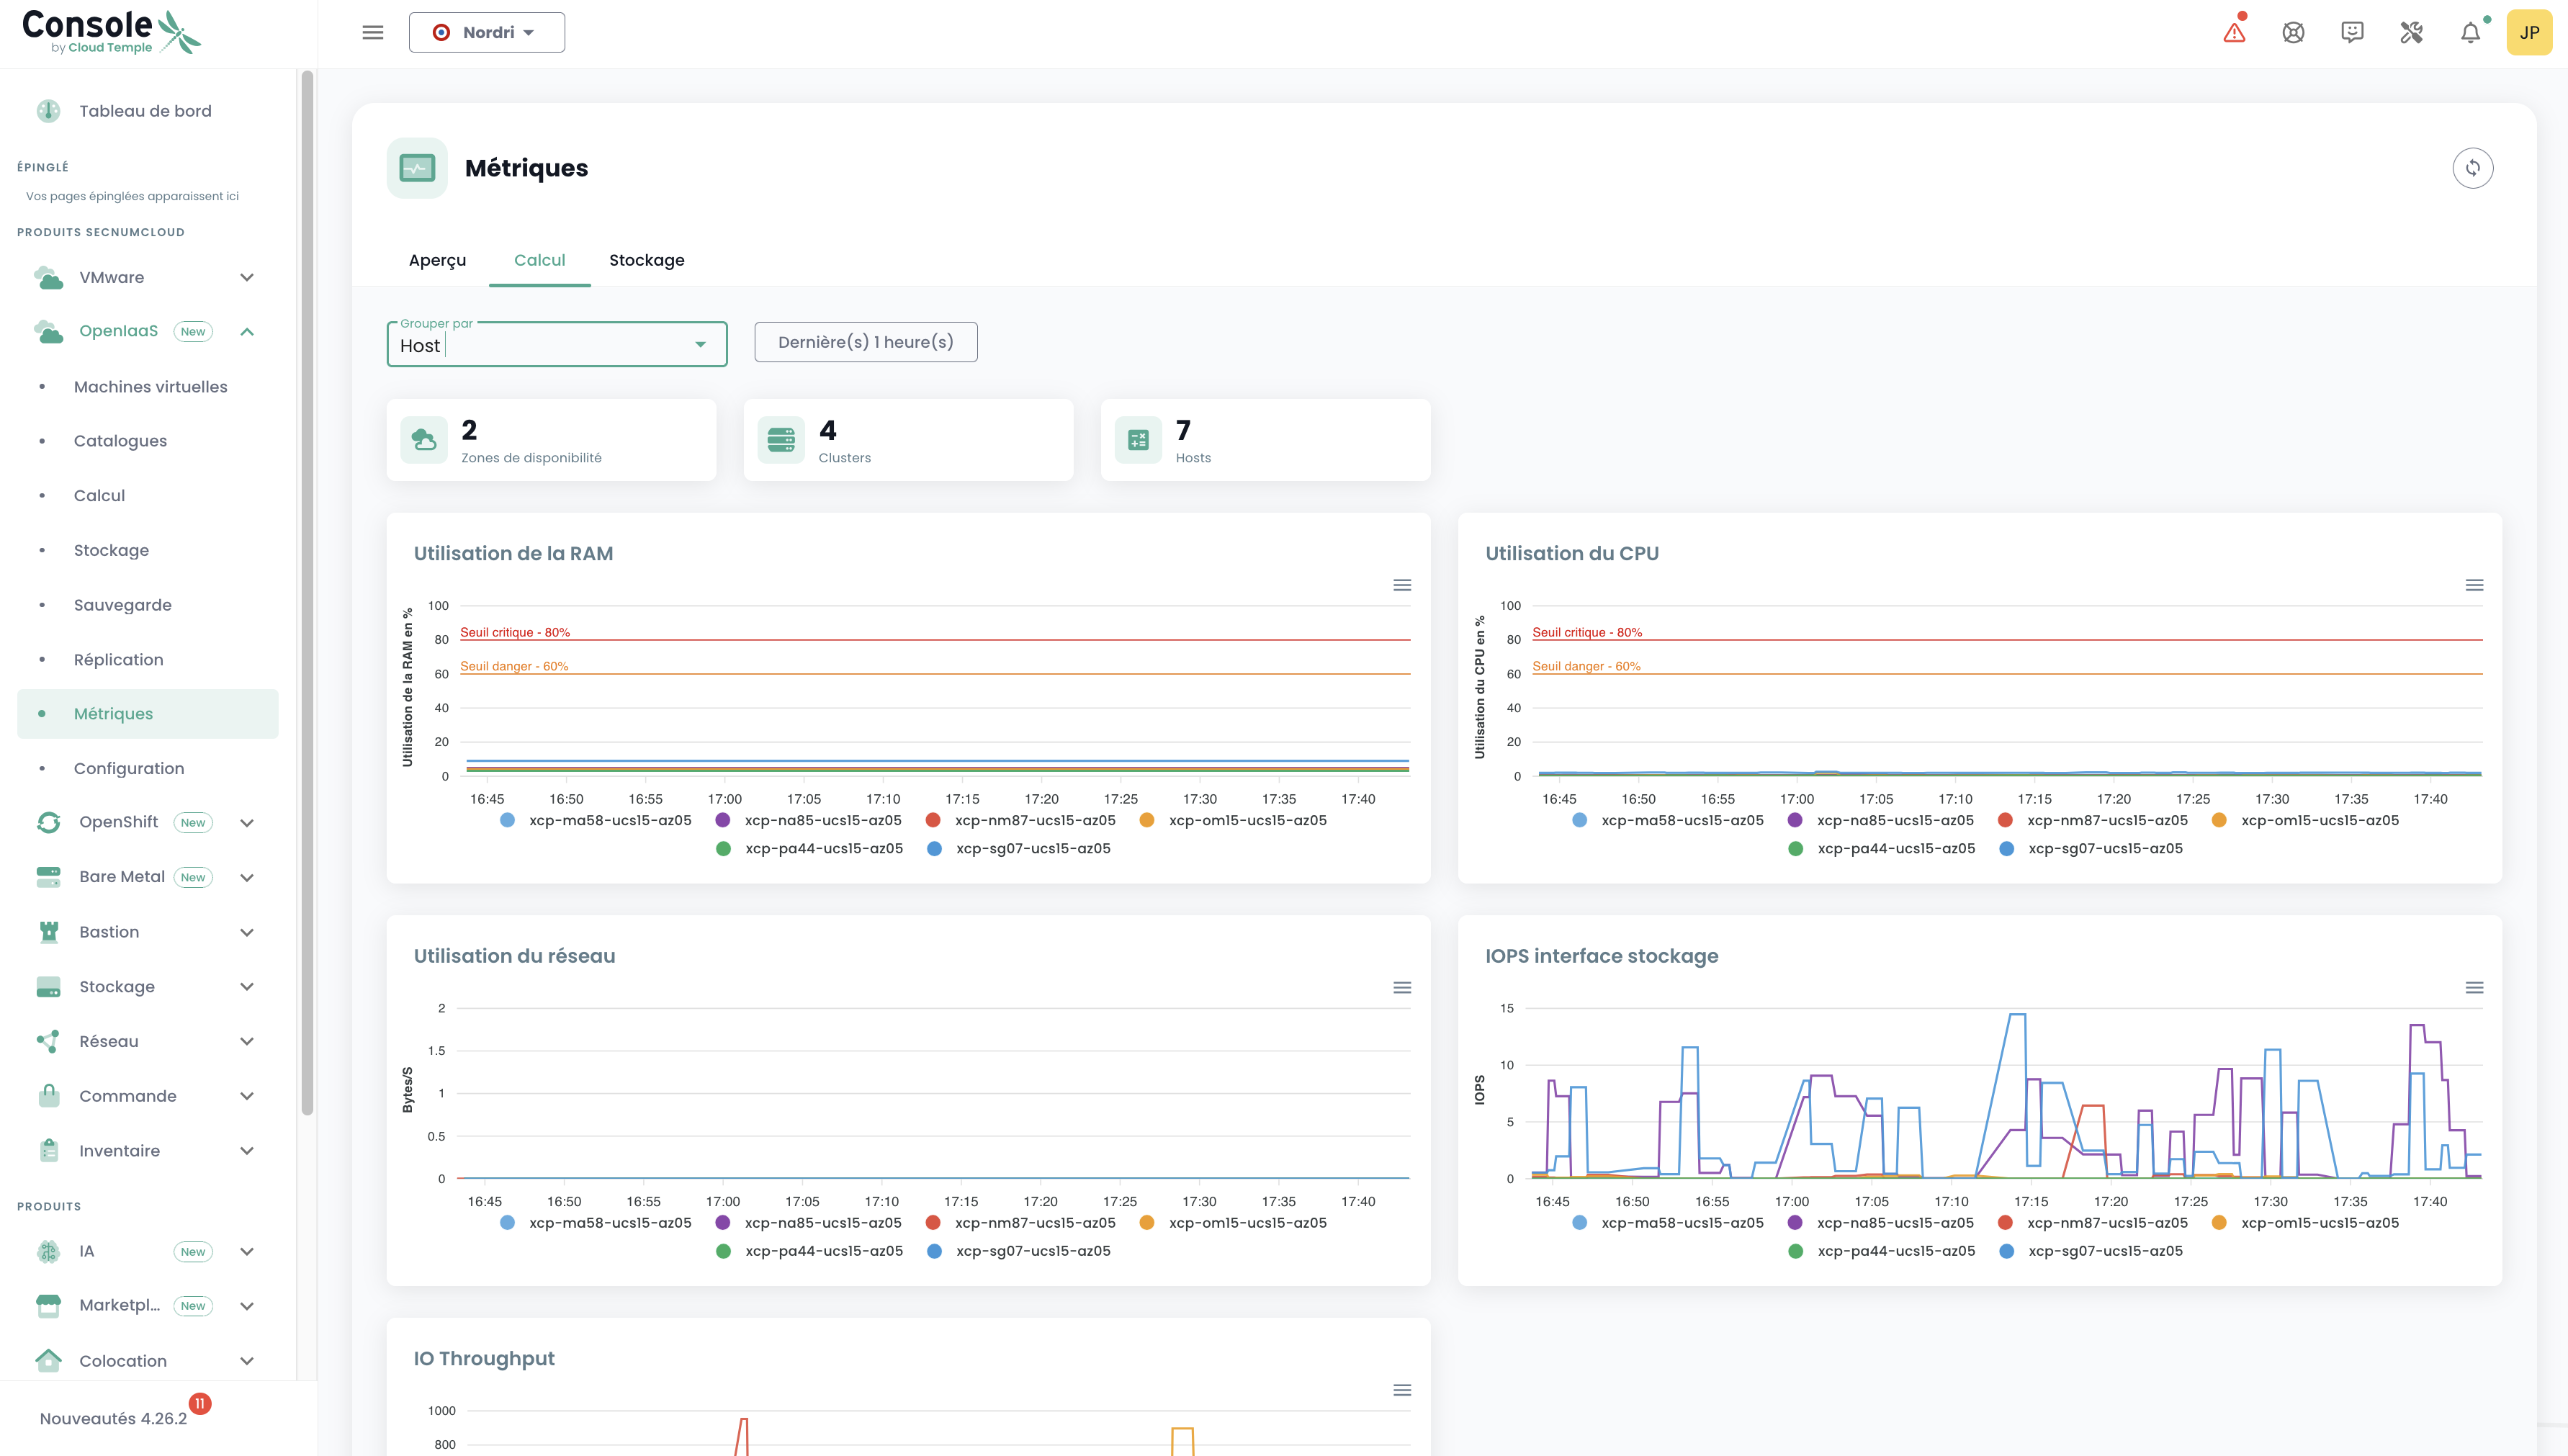 Console
by Cloud Temple
Nordri
JP
Tableau de bord
ÉPINGLÉ
Vos pages épinglées apparaissent ici
PRODUITS SECNUMCLOUD
VMware
OpenIaaS New
Machines virtuelles
Catalogues
Calcul
Stockage
Sauvegarde
Réplication
Métriques
Configuration
OpenShift New
Bare Metal New
Bastion
Stockage
Réseau
Commande
Inventaire
PRODUITS
IA New
Marketpl... New
Colocation
Nouveautés 4.26.2 11
Métriques
Aperçu Calcul Stockage
Grouper par
Host
Dernière(s) 1 heure(s)
2
Zones de disponibilité
4
Clusters
7
Hosts
Utilisation de la RAM
Utilisation de la RAM en %
100
Seuil critique - 80%
80
Seuil danger - 60%
60
40
20
0
16:45 16:50 16:55 17:00 17:05 17:10 17:15 17:20 17:25 17:30 17:35 17:40
xcp-ma58-ucs15-az05 xcp-na85-ucs15-az05 xcp-nm87-ucs15-az05 xcp-om15-ucs15-az05
xcp-pa44-ucs15-az05 xcp-sg07-ucs15-az05
Utilisation du CPU
Utilisation du CPU en %
100
Seuil critique - 80%
80
Seuil danger - 60%
60
40
20
0
16:45 16:50 16:55 17:00 17:05 17:10 17:15 17:20 17:25 17:30 17:35 17:40
xcp-ma58-ucs15-az05 xcp-na85-ucs15-az05 xcp-nm87-ucs15-az05 xcp-om15-ucs15-az05
xcp-pa44-ucs15-az05 xcp-sg07-ucs15-az05
Utilisation du réseau
Bytes/S
2
1.5
1
0.5
0
16:45 16:50 16:55 17:00 17:05 17:10 17:15 17:20 17:25 17:30 17:35 17:40
xcp-ma58-ucs15-az05 xcp-na85-ucs15-az05 xcp-nm87-ucs15-az05 xcp-om15-ucs15-az05
xcp-pa44-ucs15-az05 xcp-sg07-ucs15-az05
IOPS interface stockage
IOPS
15
10
5
0
16:45 16:50 16:55 17:00 17:05 17:10 17:15 17:20 17:25 17:30 17:35 17:40
xcp-ma58-ucs15-az05 xcp-na85-ucs15-az05 xcp-nm87-ucs15-az05 xcp-om15-ucs15-az05
xcp-pa44-ucs15-az05 xcp-sg07-ucs15-az05
IO Throughput
1000
800